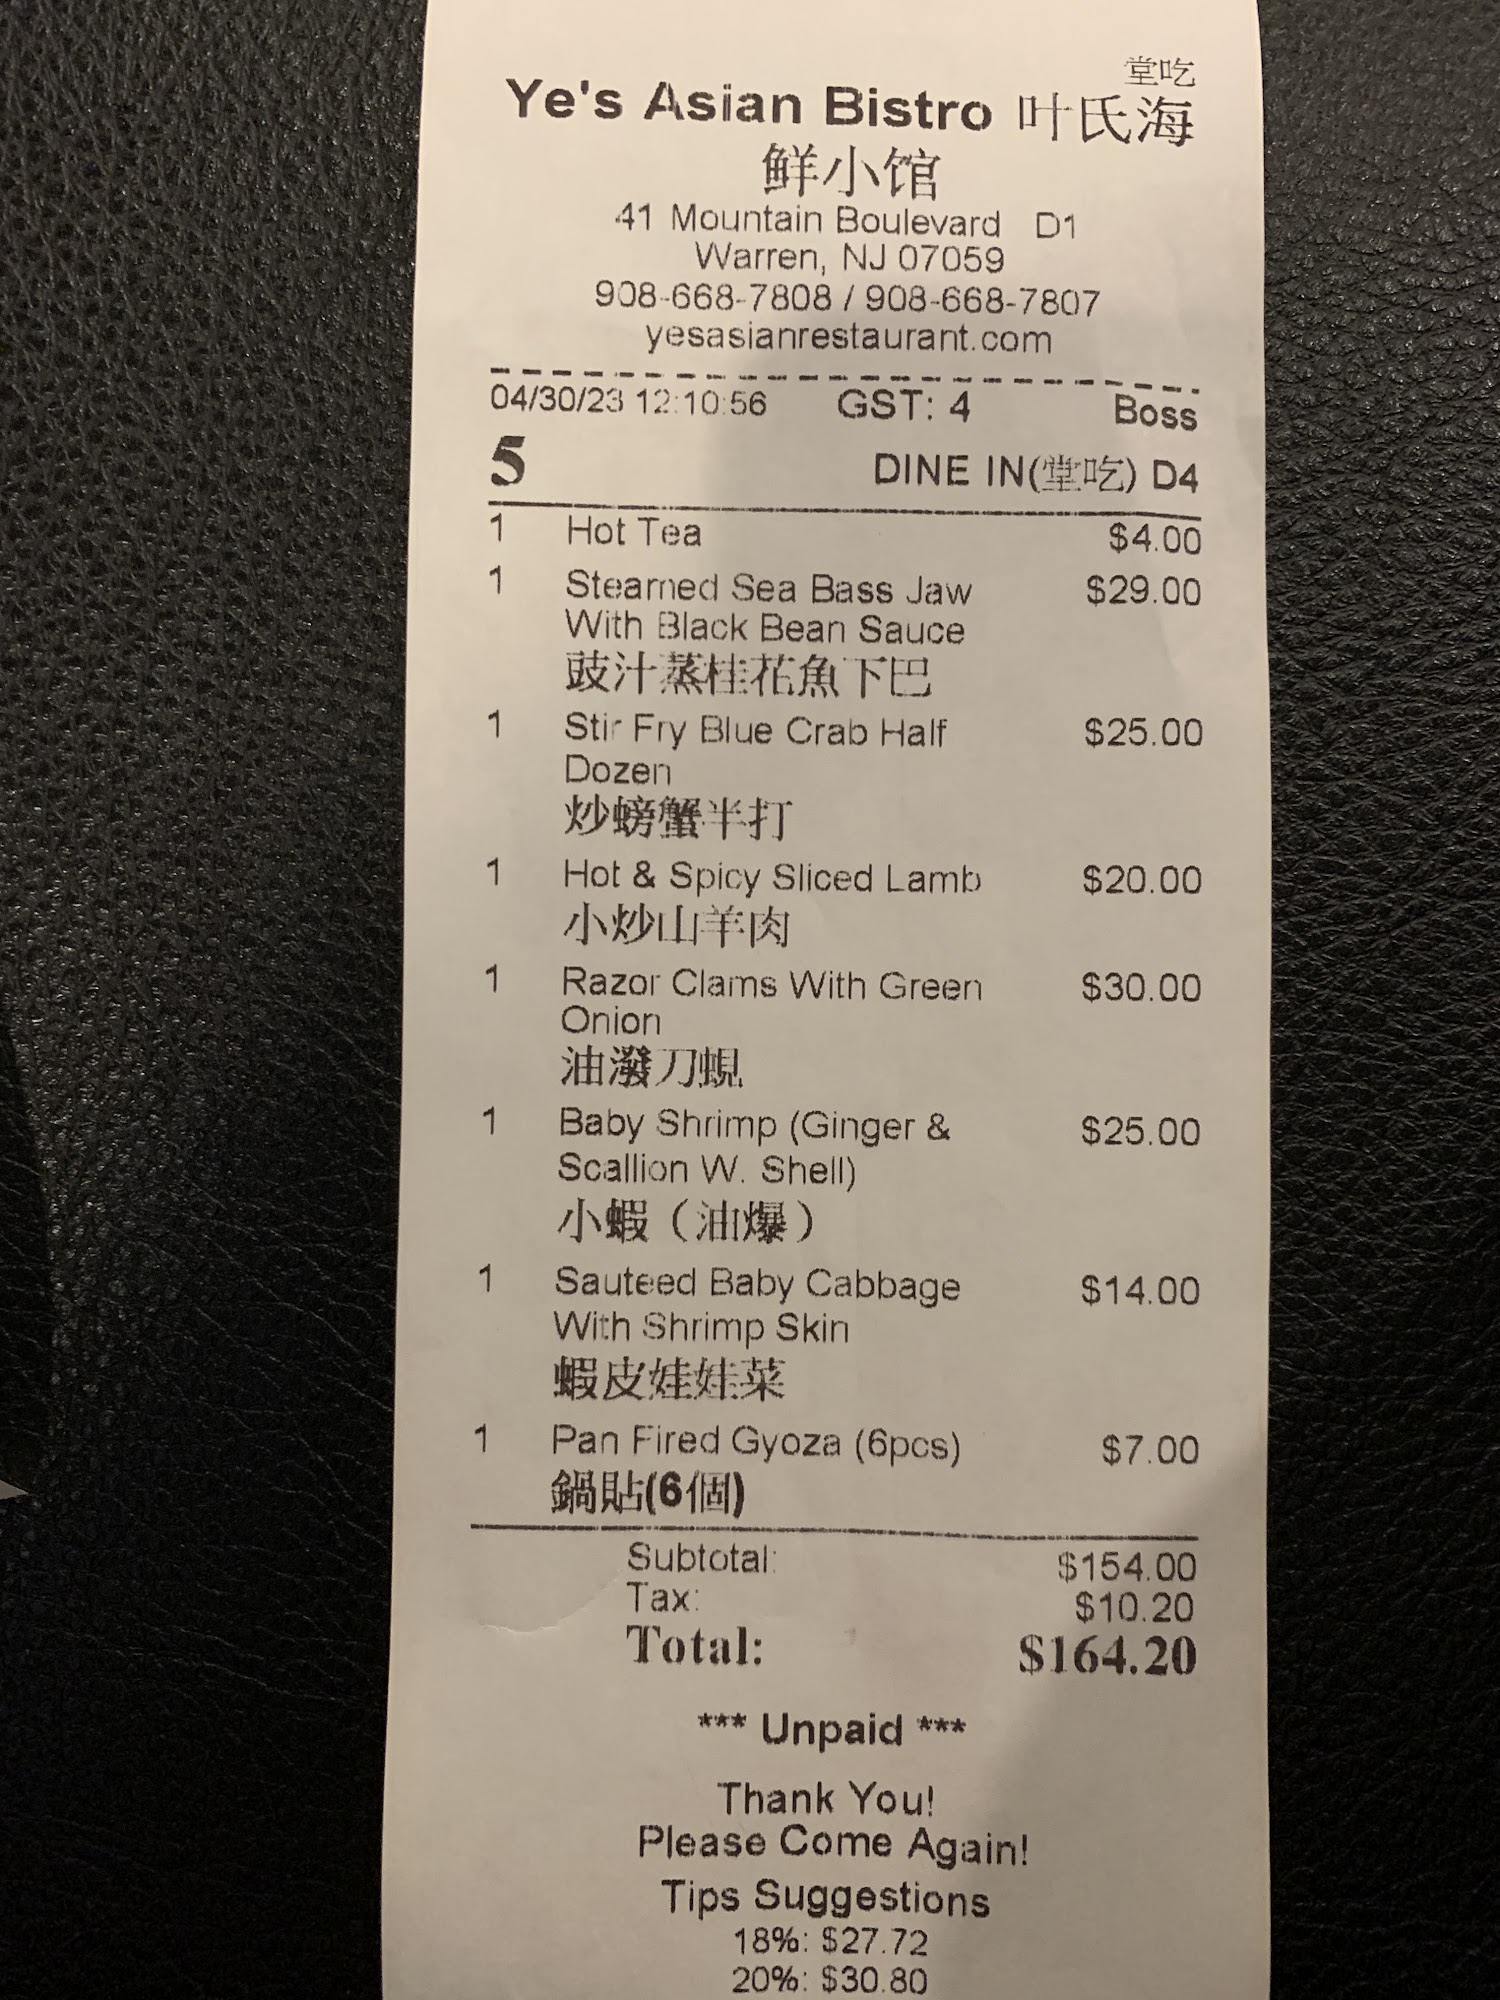 堂吃
Ye's Asian Bistro 叶氏海
鲜小馆
41 Mountain Boulevard D1
Warren, NJ 07059
908-668-7808 / 908-668-7807
yesasianrestaurant.com
04/30/23 12:10:56 GST: 4 Boss
5 DINE IN(堂吃) D4
1 Hot Tea $4.00
1 Steamed Sea Bass Jaw $29.00
With Black Bean Sauce
豉汁蒸桂花魚下巴
1 Stir Fry Blue Crab Half $25.00
Dozen
炒螃蟹半打
1 Hot & Spicy Sliced Lamb $20.00
小炒山羊肉
1 Razor Clams With Green $30.00
Onion
油潑刀蜆
1 Baby Shrimp (Ginger & $25.00
Scallion W. Shell)
小蝦（油爆）
1 Sauteed Baby Cabbage $14.00
With Shrimp Skin
蝦皮娃娃菜
1 Pan Fired Gyoza (6pcs) $7.00
鍋貼(6個)
Subtotal: $154.00
Tax: $10.20
Total: $164.20
*** Unpaid ***
Thank You!
Please Come Again!
Tips Suggestions
18%: $27.72
20%: $30.80